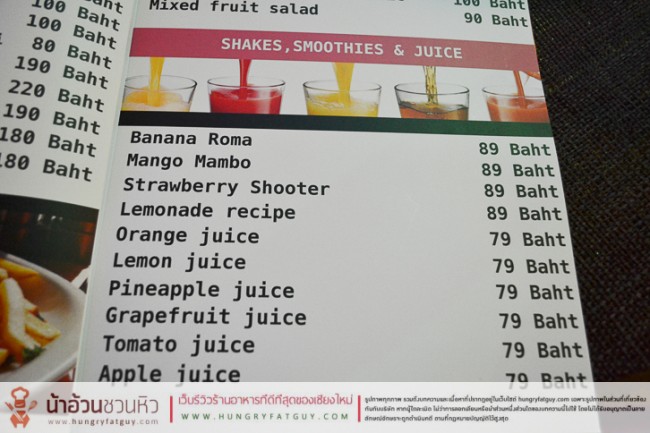 100 Baht
100 Baht
100 Baht
80 Baht
190 Baht
220 Baht
190 Baht
180 Baht
180 Baht
100 Baht
Mixed fruit salad 90 Baht
SHAKES,SMOOTHIES & JUICE
Banana Roma 89 Baht
Mango Mambo 89 Baht
Strawberry Shooter 89 Baht
Lemonade recipe 89 Baht
Orange juice 79 Baht
Lemon juice 79 Baht
Pineapple juice 79 Baht
Grapefruit juice 79 Baht
Tomato juice 79 Baht
Apple juice 79 Baht
น้าอ้วนชวนหิว
www.hungryfatguy.com
เว็บรีวิวร้านอาหารที่ดีที่สุดของเชียงใหม่
WWW.HUNGRYFATGUY.COM